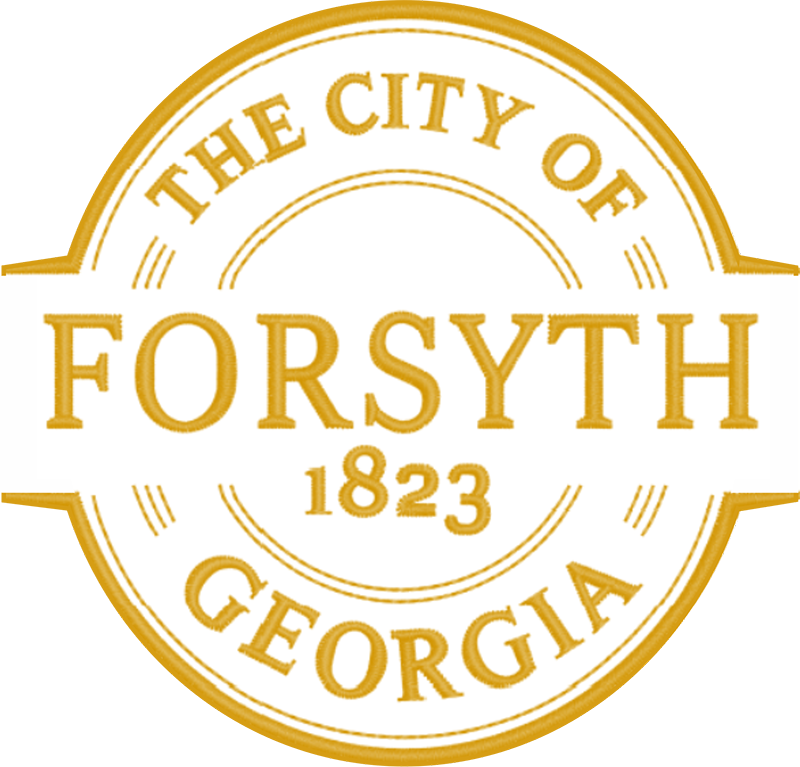 THE CITY OF
FORSYTH
1823
GEORGIA